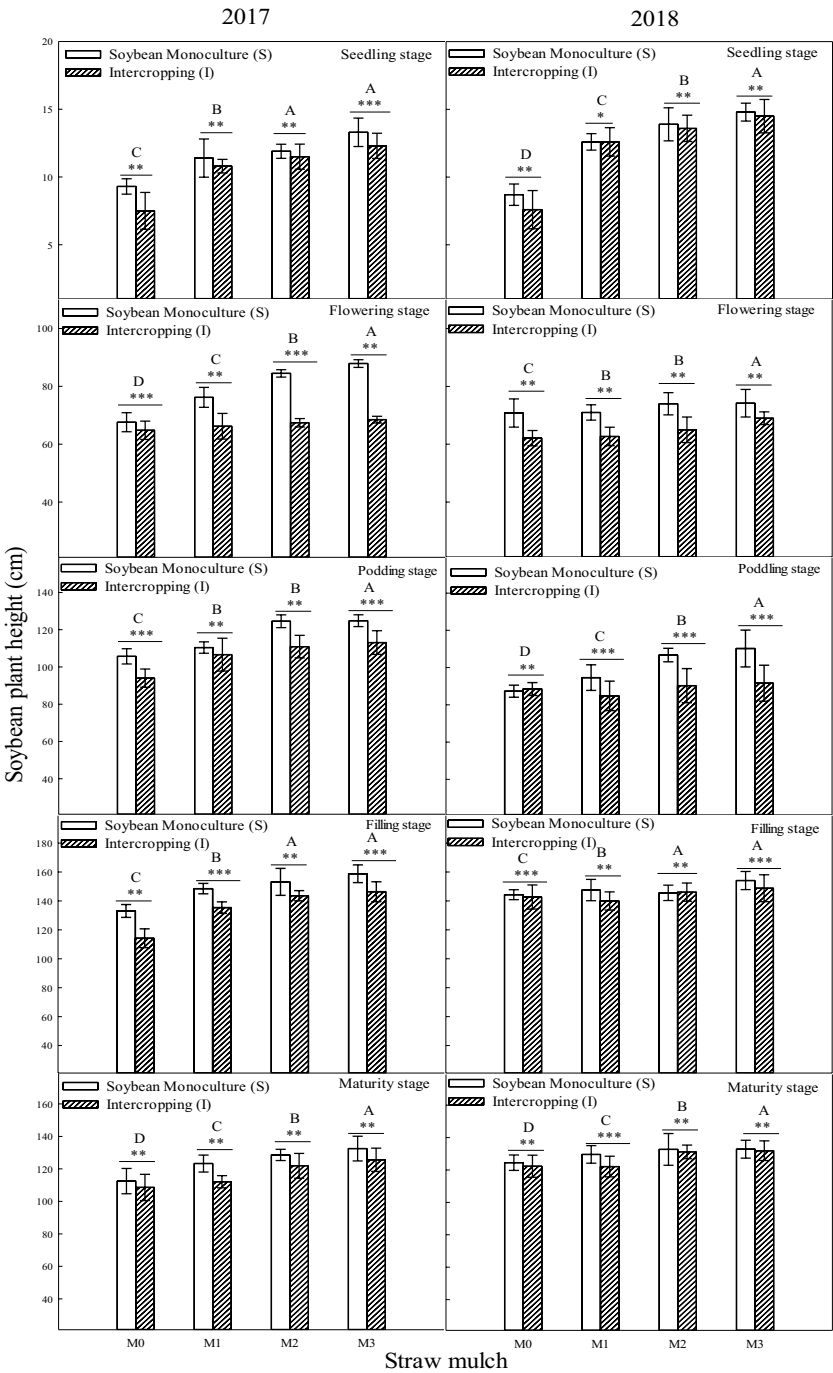 2017
2018
Soybean plant height (cm)
20
15
10
5
Soybean Monoculture (S)
Intercropping (I)
Seedling stage
C
**
B
**
A
**
A
***
Soybean Monoculture (S)
Intercropping (I)
Seedling stage
D
**
C
*
B
**
A
**
100
80
60
40
Soybean Monoculture (S)
Intercropping (I)
Flowering stage
D
***
C
**
B
***
A
**
Soybean Monoculture (S)
Intercropping (I)
Flowering stage
C
**
B
**
B
**
A
**
140
120
100
80
60
40
Soybean Monoculture (S)
Intercropping (I)
Podding stage
C
***
B
**
B
**
A
***
Soybean Monoculture (S)
Intercropping (I)
Podding stage
D
**
C
***
B
***
A
***
180
160
140
120
100
80
60
40
Soybean Monoculture (S)
Intercropping (I)
Filling stage
C
**
B
***
A
**
A
***
Soybean Monoculture (S)
Intercropping (I)
Filling stage
C
***
B
**
A
**
A
***
160
140
120
100
80
60
40
Soybean Monoculture (S)
Intercropping (I)
Maturity stage
D
**
C
**
B
**
A
**
Soybean Monoculture (S)
Intercropping (I)
Maturity stage
D
**
C
***
B
**
A
**
M0
M1
M2
M3
M0
M1
M2
M3
Straw mulch